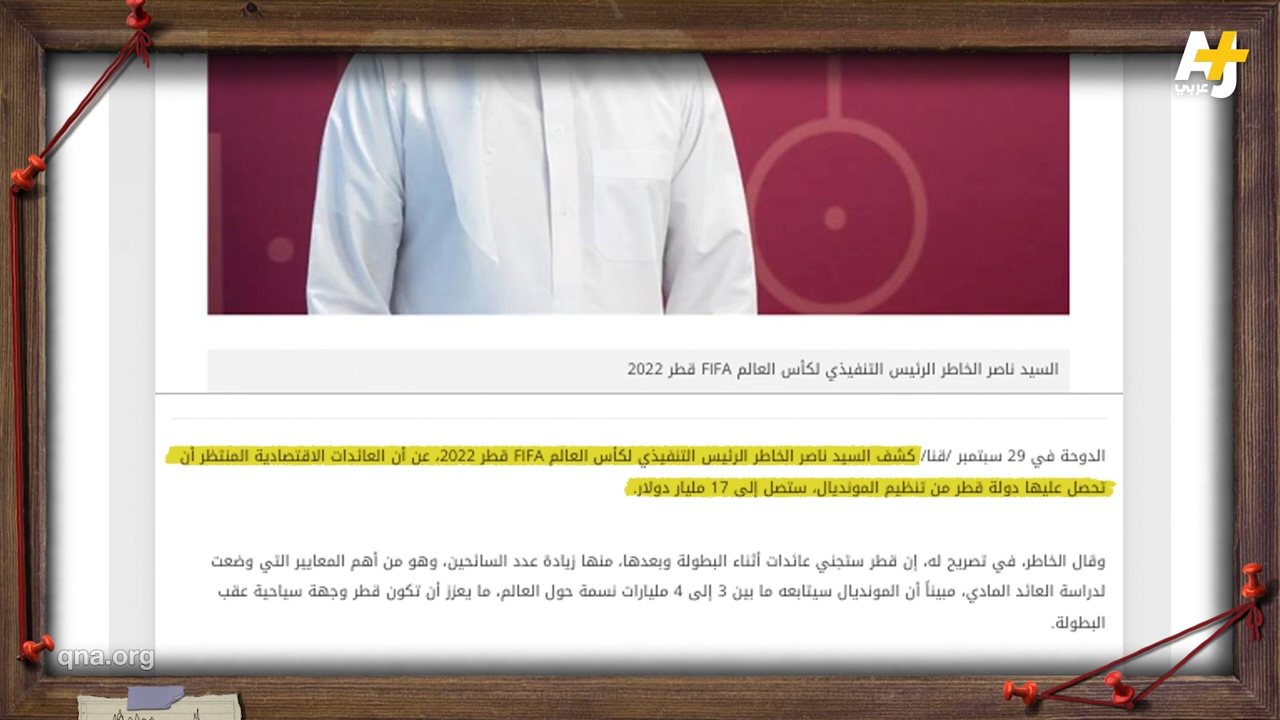 عربي
السيد ناصر الخاطر الرئيس التنفيذي لكأس العالم FIFA قطر 2022
الدوحة في 29 سبتمبر /قنا/ كشف السيد ناصر الخاطر الرئيس التنفيذي لكأس العالم FIFA قطر 2022، عن أن العائدات الاقتصادية المنتظر أن
تحصل عليها دولة قطر من تنظيم المونديال، ستصل إلى 17 مليار دولار.
وقال الخاطر، في تصريح له، إن قطر ستجني عائدات أثناء البطولة وبعدها، منها زيادة عدد السائحين، وهو من أهم المعايير التي وضعت
لدراسة العائد المادي، مبيناً أن المونديال سيتابعه ما بين 3 إلى 4 مليارات نسمة حول العالم، ما يعزز أن تكون قطر وجهة سياحية عقب
البطولة.
qna.org